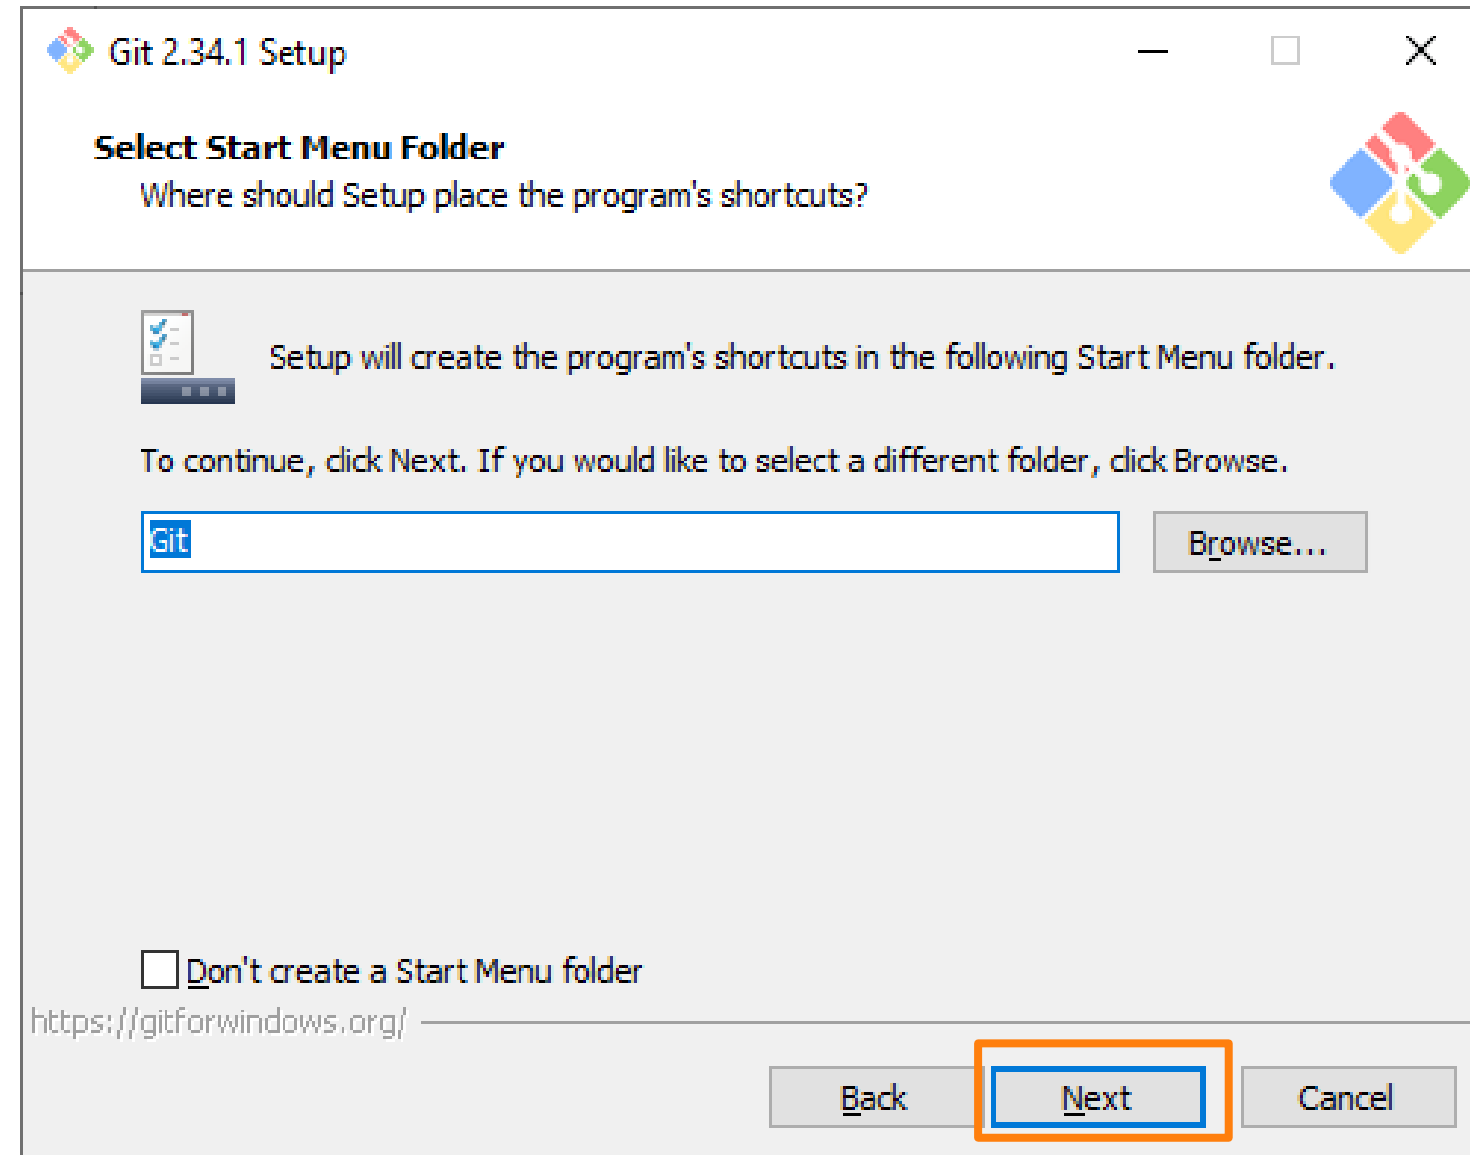 Git 2.34.1 Setup
Select Start Menu Folder
Where should Setup place the program's shortcuts?
Setup will create the program's shortcuts in the following Start Menu folder.
To continue, click Next. If you would like to select a different folder, click Browse.
Git
Browse...
Don't create a Start Menu folder
https://gitforwindows.org/
Back
Next
Cancel